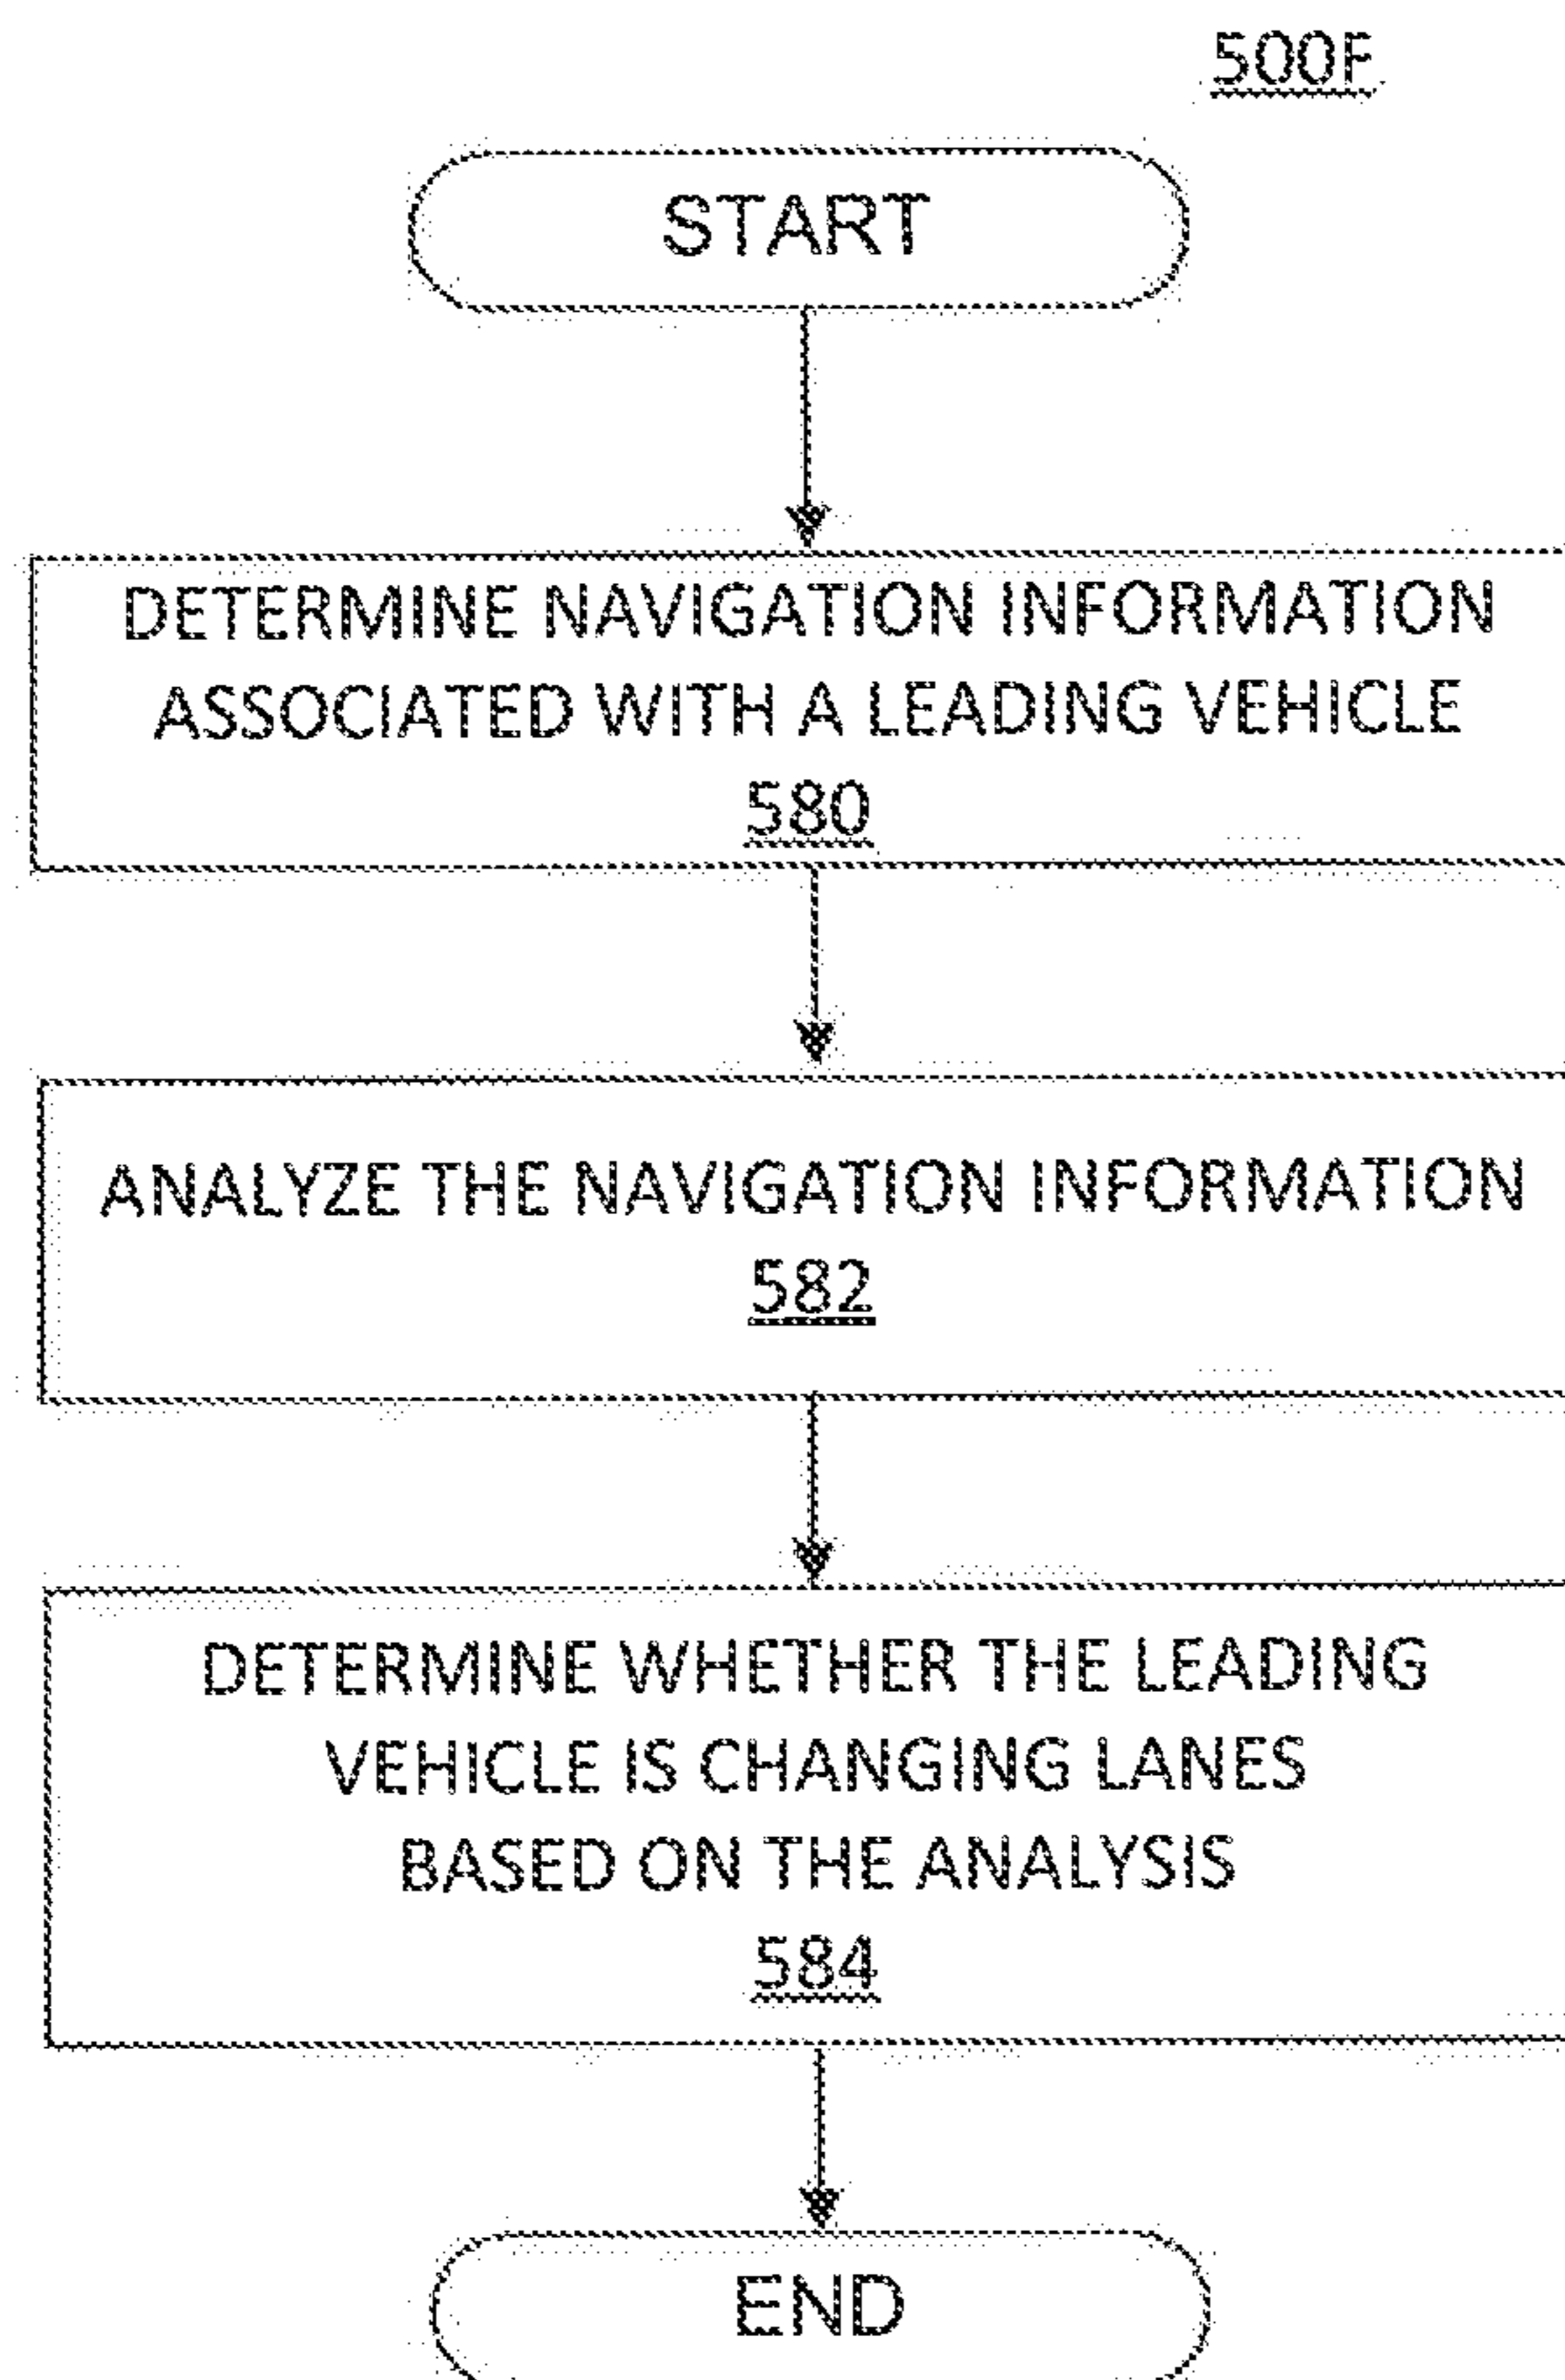 500F
START
DETERMINE NAVIGATION INFORMATION
ASSOCIATED WITH A LEADING VEHICLE
580
ANALYZE THE NAVIGATION INFORMATION
582
DETERMINE WHETHER THE LEADING
VEHICLE IS CHANGING LANES
BASED ON THE ANALYSIS
584
END